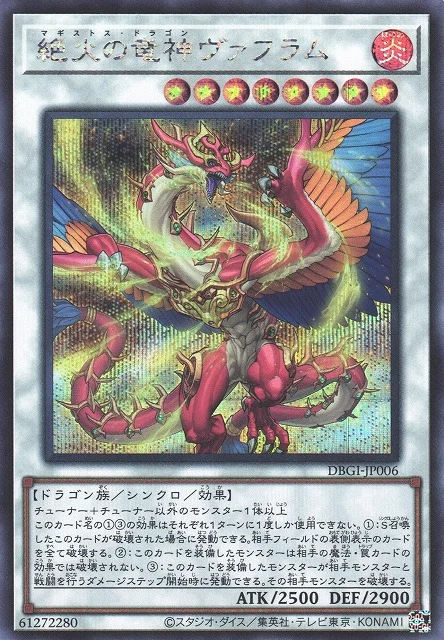 マギストス・ドラゴン
絶火の竜神ヴァフラム
炎
DBGI-JP006
【ドラゴン族／シンクロ／効果】
チューナー＋チューナー以外のモンスター1体以上
このカード名の①③の効果はそれぞれ1ターンに1度しか使用できない。①：S召喚
したこのカードが破壊された場合に発動できる。相手フィールドの表側表示のカード
を全て破壊する。②：このカードを装備したモンスターは相手の魔法・罠カードの
効果では破壊されない。③：このカードを装備したモンスターが相手モンスターと
戦闘を行うダメージステップ開始時に発動できる。その相手モンスターを破壊する。
ATK/2500 DEF/2900
61272280 ©スタジオ・ダイス／集英社・テレビ東京・KONAMI